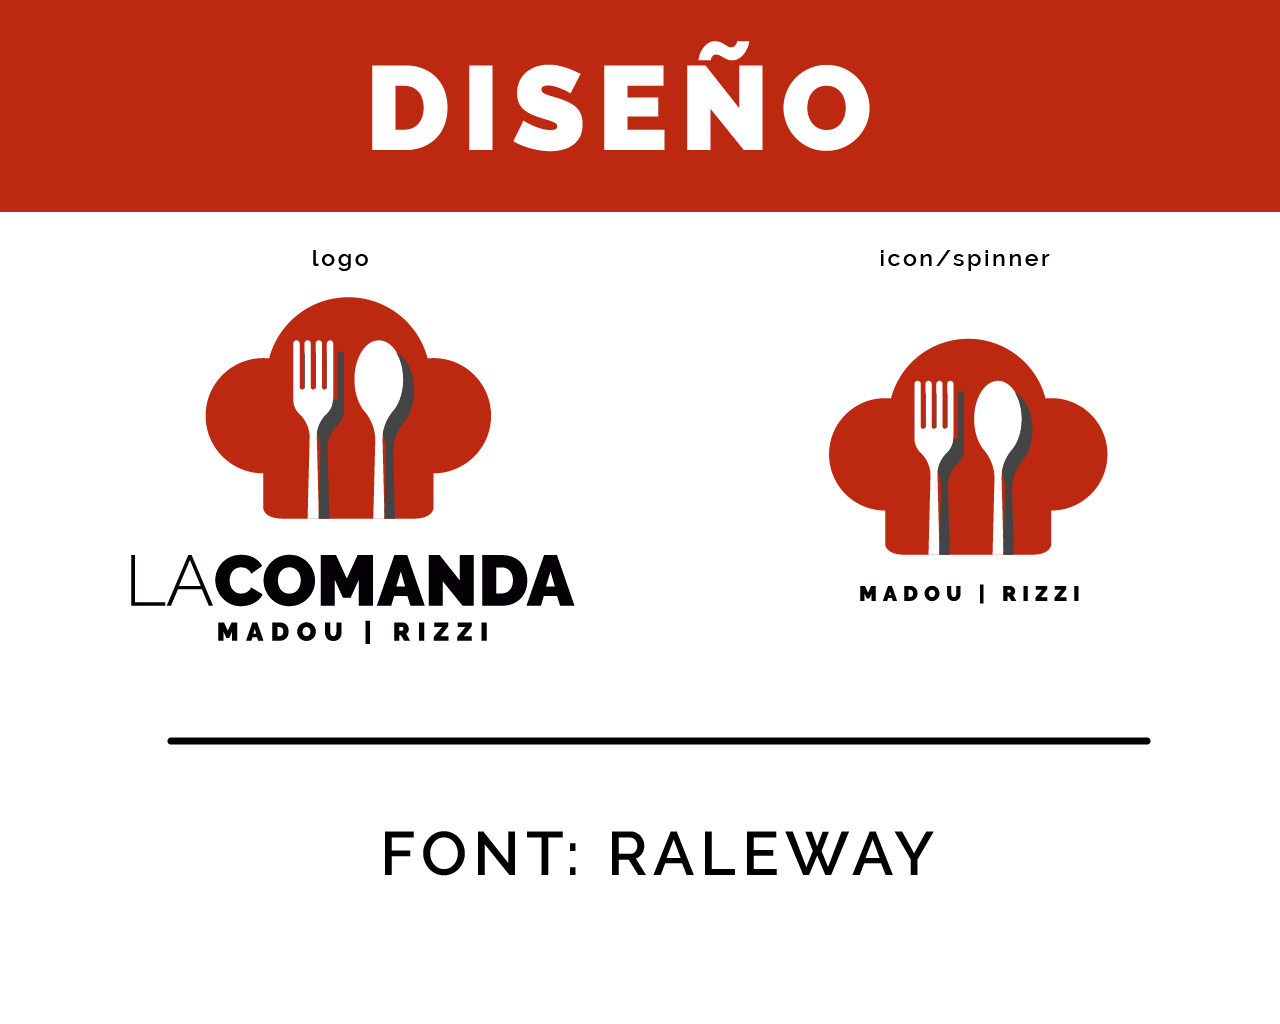 DISEÑO
logo
icon/spinner
LACOMANDA
MADOU | RIZZI
MADOU | RIZZI
FONT: RALEWAY